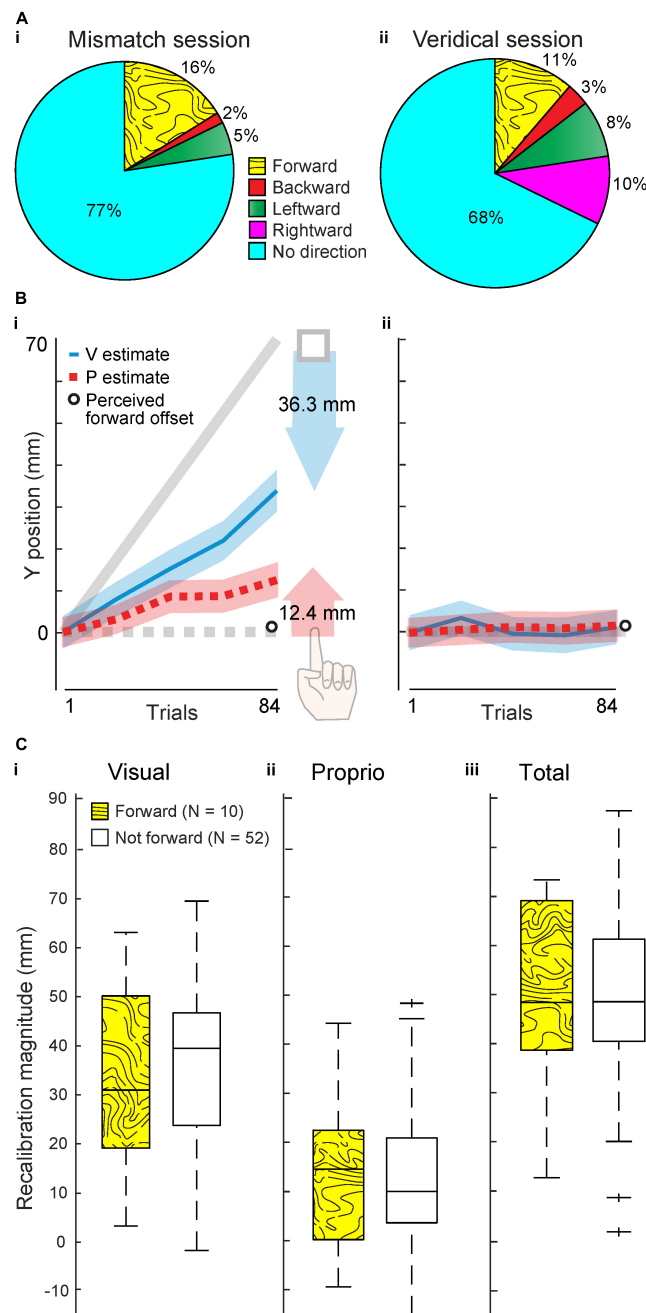 A
i
Mismatch session
ii
Veridical session
16%
2%
5%
77%
11%
3%
8%
10%
68%
Forward
Backward
Leftward
Rightward
No direction
B
i
ii
70
V estimate
P estimate
Perceived
forward offset
36.3 mm
12.4 mm
Y position (mm)
0
1
Trials
84
1
Trials
84
C
i
Visual
ii
Proprio
iii
Total
Forward (N = 10)
Not forward (N = 52)
Recalibration magnitude (mm)
90
80
70
60
50
40
30
20
10
0
-10